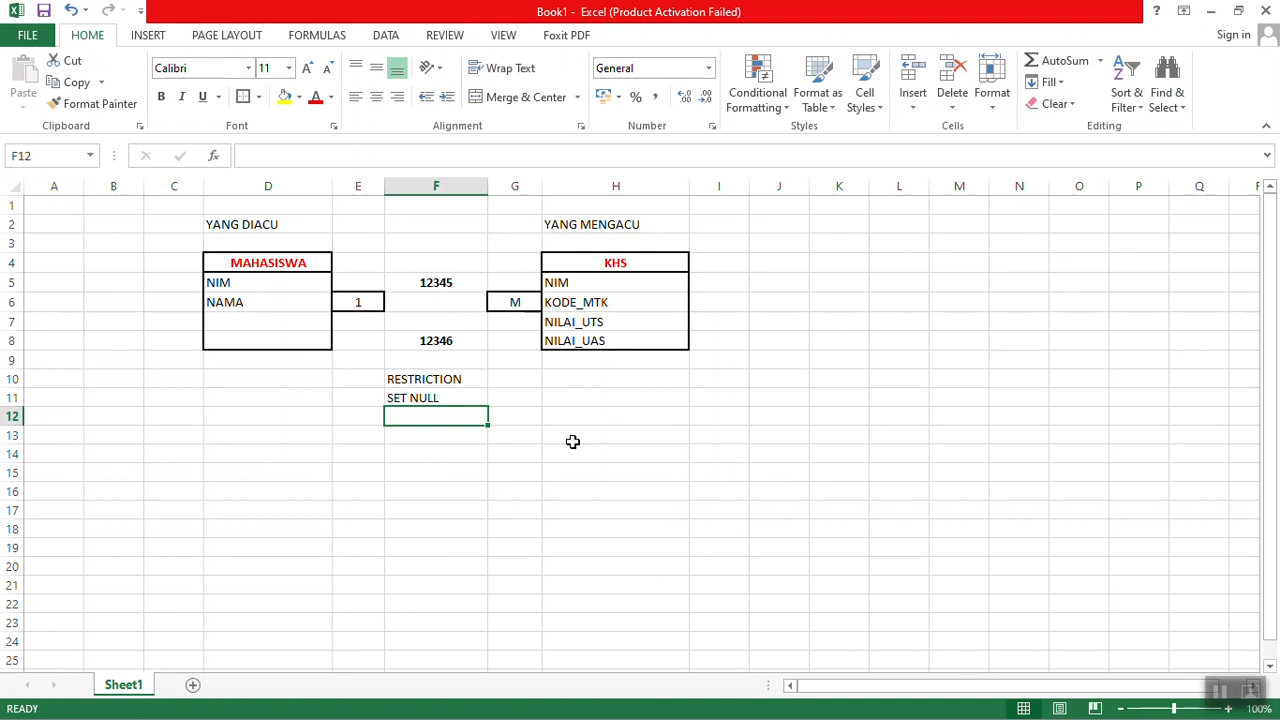 Book1 - Excel (Product Activation Failed)
?
FILE HOME INSERT PAGE LAYOUT FORMULAS DATA REVIEW VIEW Foxit PDF Sign in
Paste
Cut
Copy
Format Painter
Clipboard
Calibri 11 A A
B I U A
Font
Wrap Text
Merge & Center
Alignment
General
% , .00 .0
Number
Conditional Formatting
Format as Table
Cell Styles
Styles
Insert Delete Format
Cells
AutoSum
Fill
Clear
Sort & Filter
Find & Select
Editing
F12 fx
A B C D E F G H I J K L M N O P Q
1
2 YANG DIACU YANG MENGACU
3
4 MAHASISWA KHS
5 NIM 12345 NIM
6 NAMA 1 M KODE_MTK
7 NILAI_UTS
8 12346 NILAI_UAS
9
10 RESTRICTION
11 SET NULL
12
13
14
15
16
17
18
19
20
21
22
23
24
25
Sheet1
READY 100%